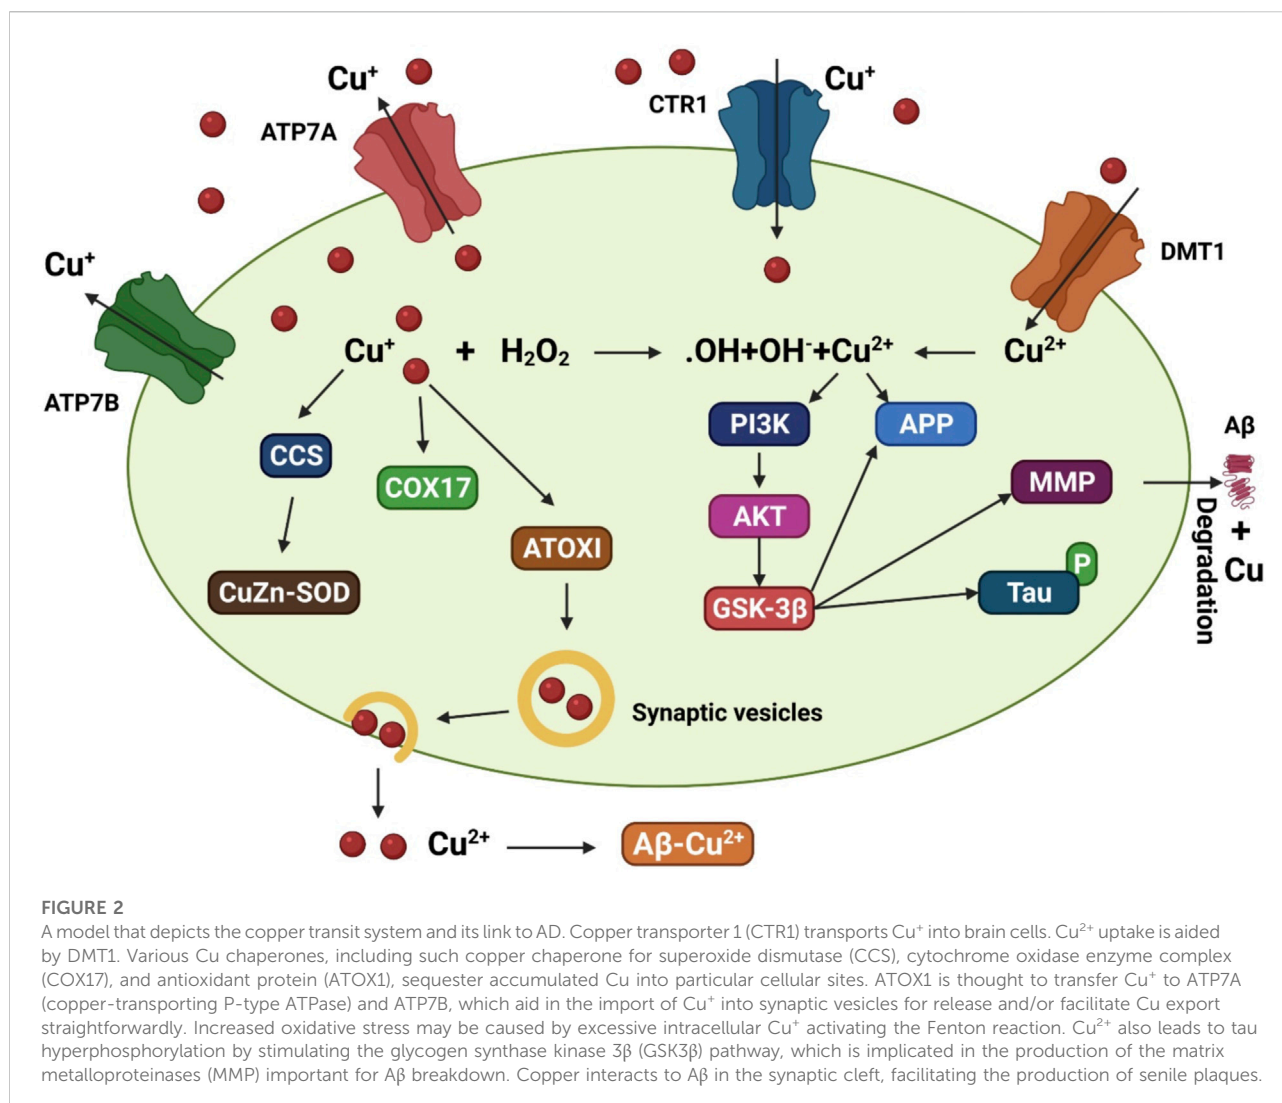 Cu⁺
CTR1
Cu⁺
ATP7A
DMT1
Cu⁺
ATP7B
Cu⁺ + H₂O₂
.OH+OH⁻+Cu²⁺
Cu²⁺
CCS
COX17
PI3K
APP
Aβ
MMP
AKT
ATOXI
CuZn-SOD
GSK-3β
Tau
P
Degradation
+
Cu
Synaptic vesicles
Cu²⁺
Aβ-Cu²⁺
FIGURE 2
A model that depicts the copper transit system and its link to AD. Copper transporter 1 (CTR1) transports Cu⁺ into brain cells. Cu²⁺ uptake is aided
by DMT1. Various Cu chaperones, including such copper chaperone for superoxide dismutase (CCS), cytochrome oxidase enzyme complex
(COX17), and antioxidant protein (ATOX1), sequester accumulated Cu into particular cellular sites. ATOX1 is thought to transfer Cu⁺ to ATP7A
(copper-transporting P-type ATPase) and ATP7B, which aid in the import of Cu⁺ into synaptic vesicles for release and/or facilitate Cu export
straightforwardly. Increased oxidative stress may be caused by excessive intracellular Cu⁺ activating the Fenton reaction. Cu²⁺ also leads to tau
hyperphosphorylation by stimulating the glycogen synthase kinase 3β (GSK3β) pathway, which is implicated in the production of the matrix
metalloproteinases (MMP) important for Aβ breakdown. Copper interacts to Aβ in the synaptic cleft, facilitating the production of senile plaques.